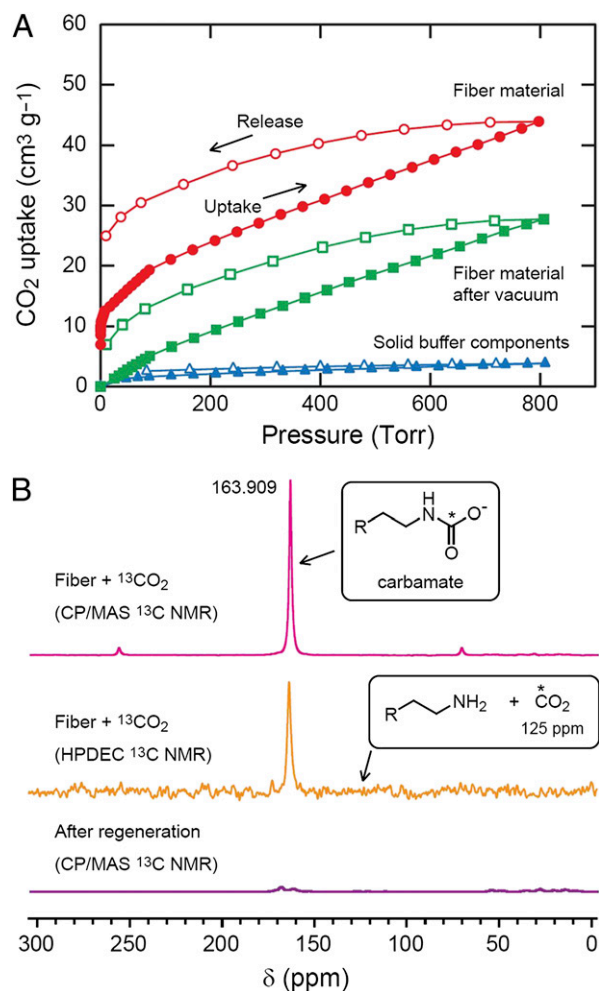 A
60
50
40
30
20
10
0
CO₂ uptake (cm³ g-1)
Fiber material
Release
Uptake
Fiber material
after vacuum
Solid buffer components
0
200
400
600
800
Pressure (Torr)
B
163.909
H
R
N
*
O-
O
carbamate
Fiber + ¹³CO₂
(CP/MAS ¹³C NMR)
R
NH₂ + *CO₂
125 ppm
Fiber + ¹³CO₂
(HPDEC ¹³C NMR)
After regeneration
(CP/MAS ¹³C NMR)
300 250 200 150 100 50 0
δ (ppm)